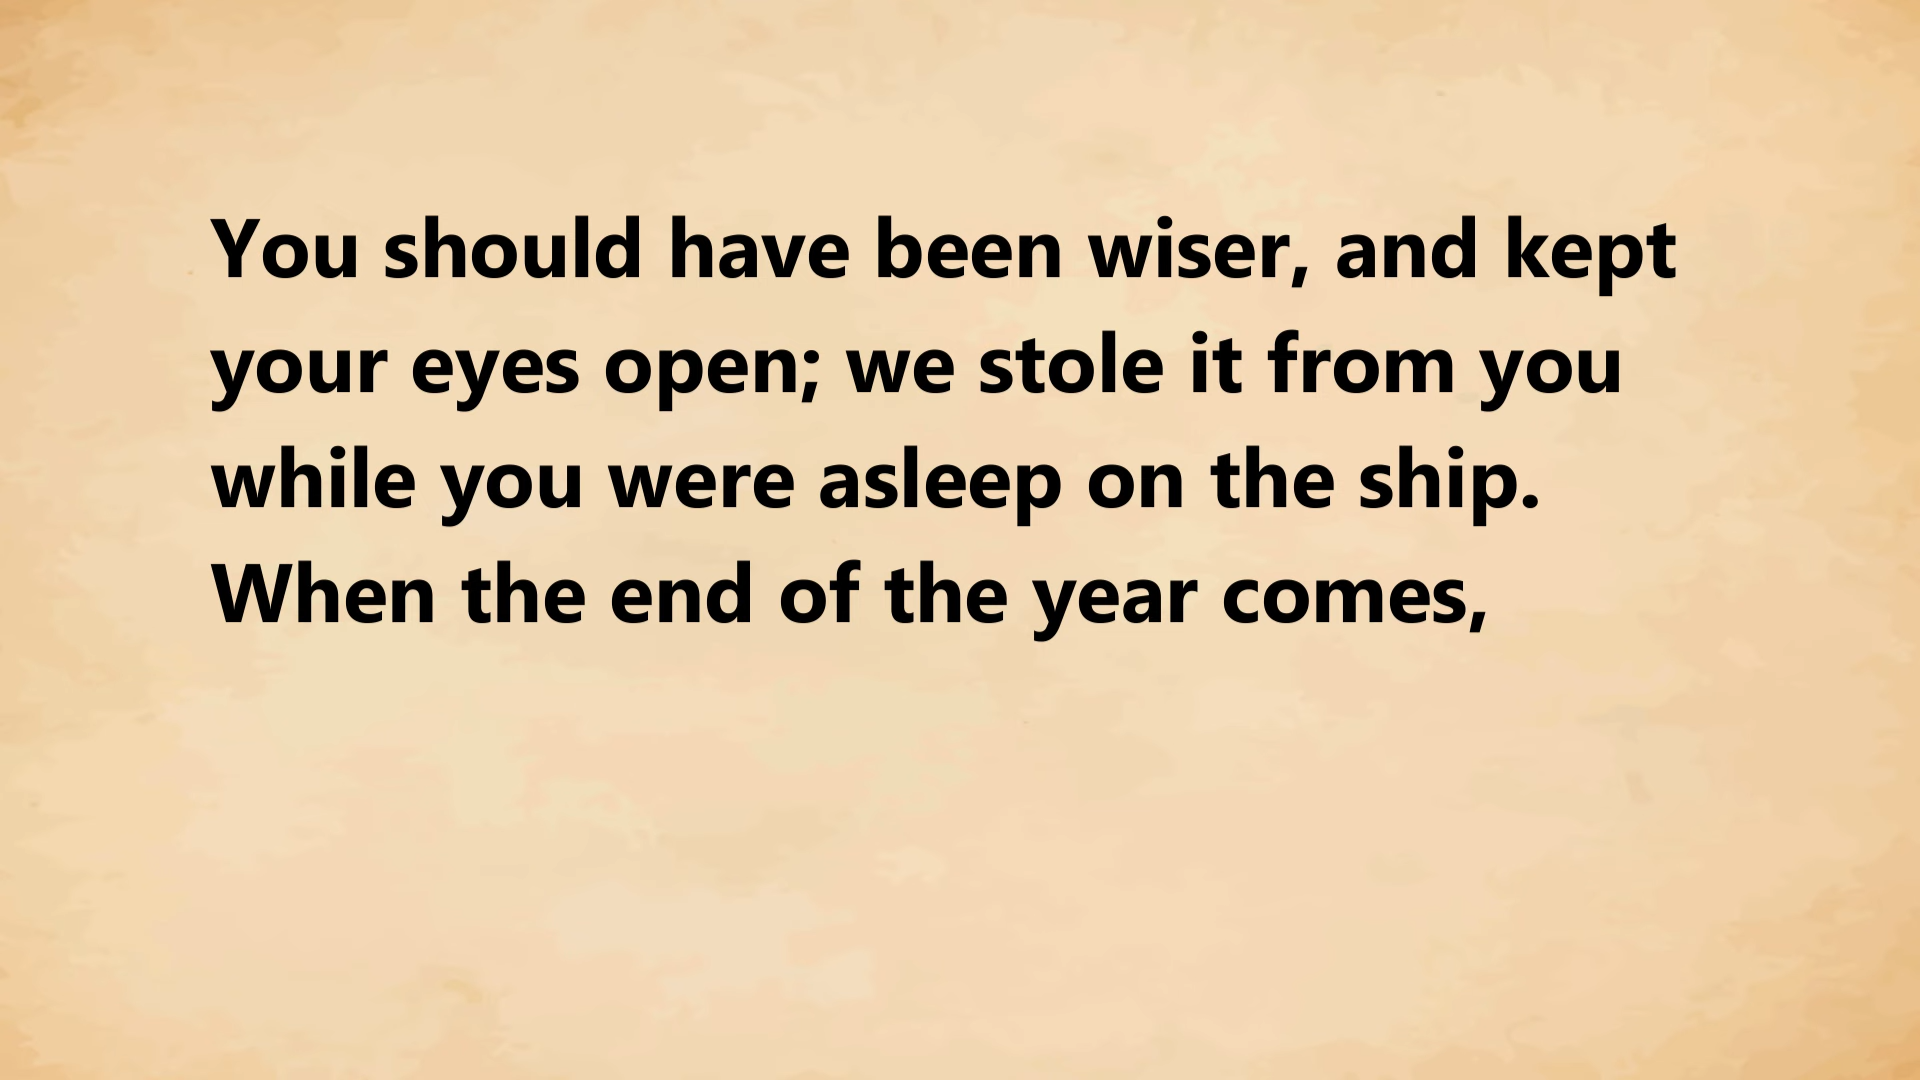 You should have been wiser, and kept
your eyes open; we stole it from you
while you were asleep on the ship.
When the end of the year comes,